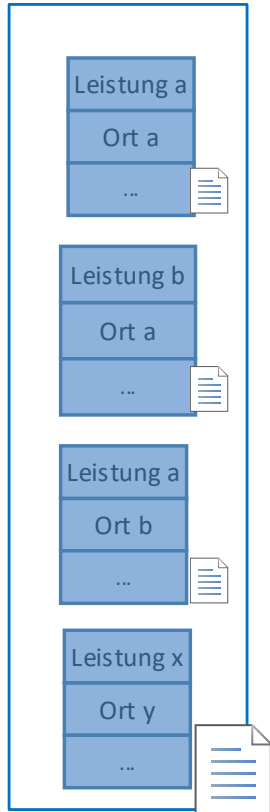 Leistung a
Ort a
...
Leistung b
Ort a
...
Leistung a
Ort b
...
Leistung x
Ort y
...